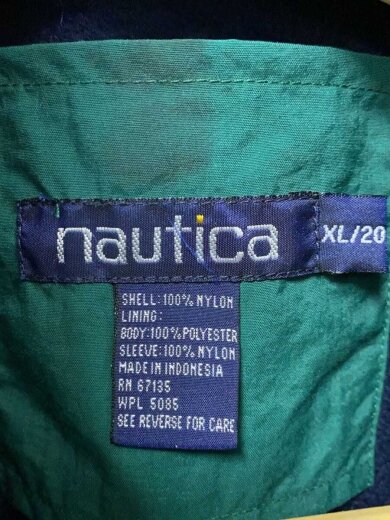 nautica
XL/20
SHELL: 100% NYLON
LINING:
BODY: 100% POLYESTER
SLEEVE: 100% NYLON
MADE IN INDONESIA
RN 67135
WPL 5085
SEE REVERSE FOR CARE